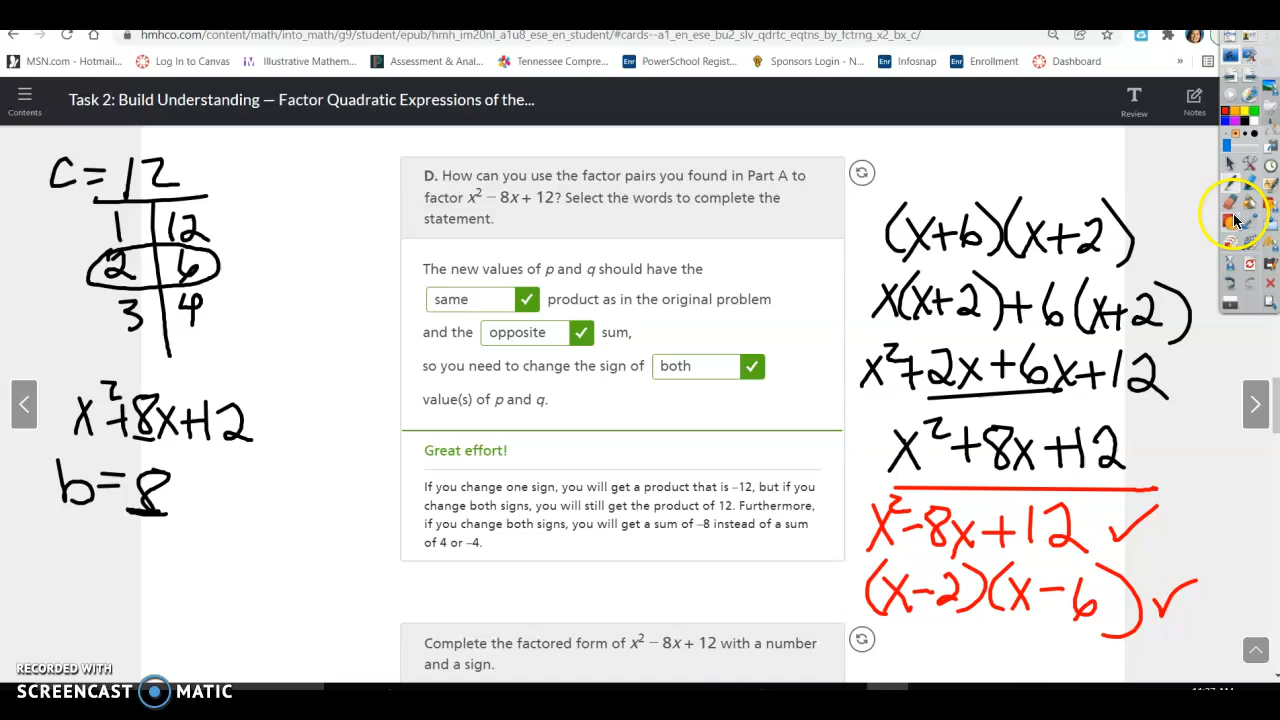 hmhco.com/content/math/into_math/g9/student/epub/hmh_im20nl_a1u8_ese_en_student/#cards--a1_en_ese_bu2_slv_qdrtc_eqtns_by_fctrng_x2_bx_c/
MSN.com - Hotmail... Log In to Canvas Illustrative Mathem... Assessment & Curri... Tennessee Compre... PowerSchool Regist... Sponsors Login - N... Infosnap Enrollment Dashboard »
Contents
Task 2: Build Understanding — Factor Quadratic Expressions of the...
Review
Notes
C = 12
1 12
2 6
3 4
x²+8x+12
b = 8
D. How can you use the factor pairs you found in Part A to
factor x² − 8x + 12? Select the words to complete the
statement.
The new values of p and q should have the
same product as in the original problem
and the opposite sum,
so you need to change the sign of both
value(s) of p and q.
Great effort!
If you change one sign, you will get a product that is –12, but if you
change both signs, you will still get the product of 12. Furthermore,
if you change both signs, you will get a sum of –8 instead of a sum
of 4 or –4.
Complete the factored form of x² − 8x + 12 with a number
and a sign.
(x+6)(x+2)
x(x+2)+6(x+2)
x²+2x+6x+12
x²+8x+12
x²-8x+12 ✓
(x-2)(x-6) ✓
RECORDED WITH
SCREENCAST MATIC